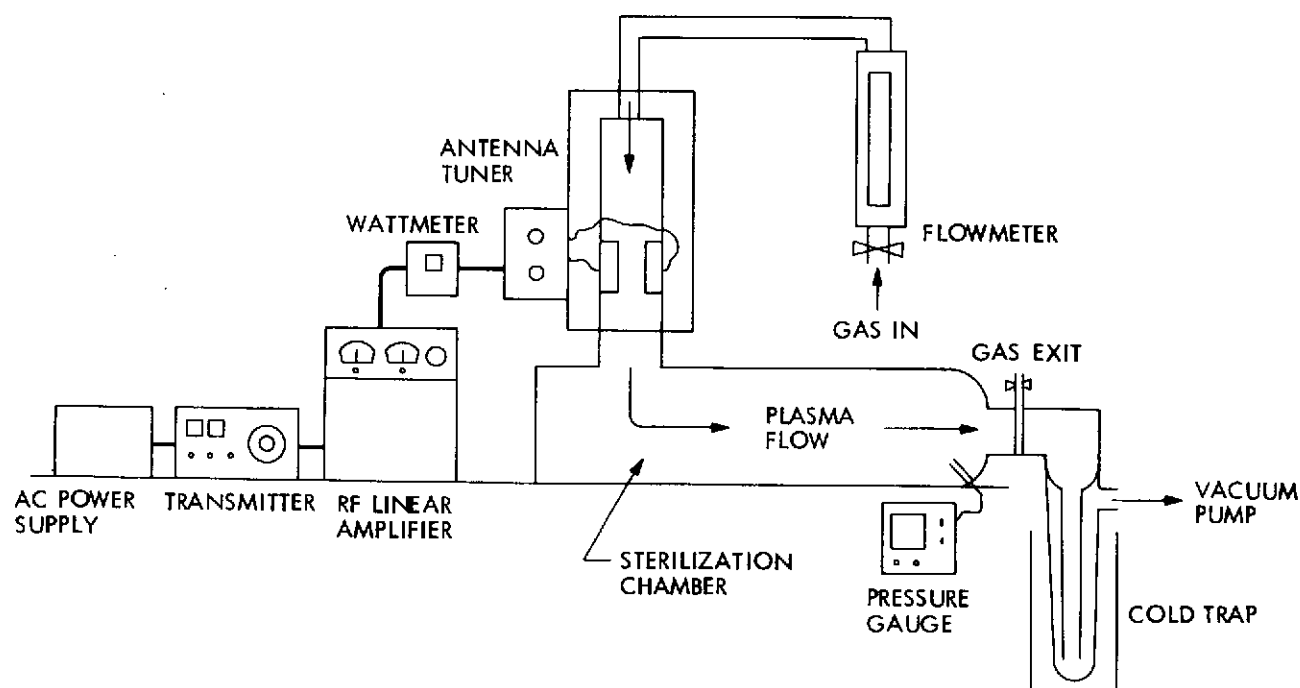 ANTENNA
TUNER
WATTMETER
FLOWMETER
GAS IN
GAS EXIT
PLASMA
FLOW
AC POWER
SUPPLY
TRANSMITTER
RF LINEAR
AMPLIFIER
STERILIZATION
CHAMBER
PRESSURE
GAUGE
VACUUM
PUMP
COLD TRAP